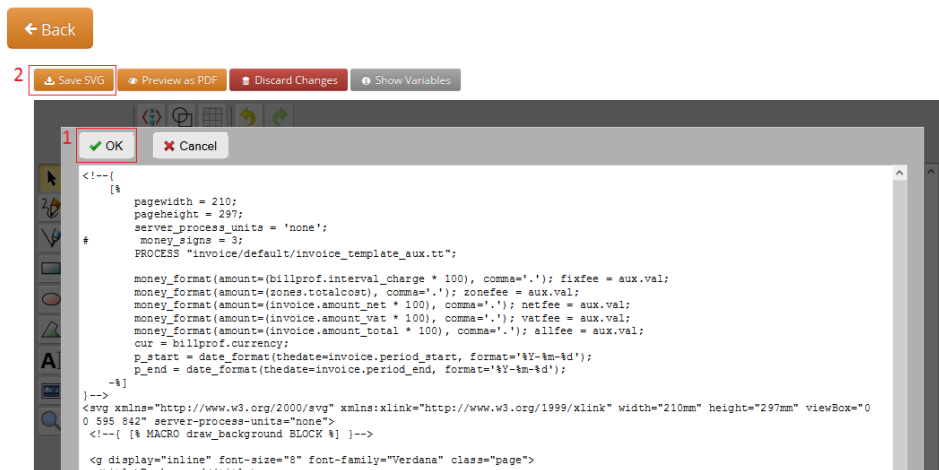 Back
2
Save SVG Preview as PDF Discard Changes Show Variables
1
OK Cancel
<!--{
[%
pagewidth = 210;
pageheight = 297;
server_process_units = 'none';
# money_signs = 3;
PROCESS "invoice/default/invoice_template_aux.tt";
money_format(amount=(billprof.interval_charge * 100), comma='.'); fixfee = aux.val;
money_format(amount=(zones.totalcost), comma='.'); zonefee = aux.val;
money_format(amount=(invoice.amount_net * 100), comma='.'); netfee = aux.val;
money_format(amount=(invoice.amount_vat * 100), comma='.'); vatfee = aux.val;
money_format(amount=(invoice.amount_total * 100), comma='.'); allfee = aux.val;
cur = billprof.currency;
p_start = date_format(thedate=invoice.period_start, format='%Y-%m-%d');
p_end = date_format(thedate=invoice.period_end, format='%Y-%m-%d');
-%]
}-->
<svg xmlns="http://www.w3.org/2000/svg" xmlns:xlink="http://www.w3.org/1999/xlink" width="210mm" height="297mm" viewBox="0
0 595 842" server-process-units="none">
<!--{ [% MACRO draw_background BLOCK %] }-->
<g display="inline" font-size="8" font-family="Verdana" class="page">